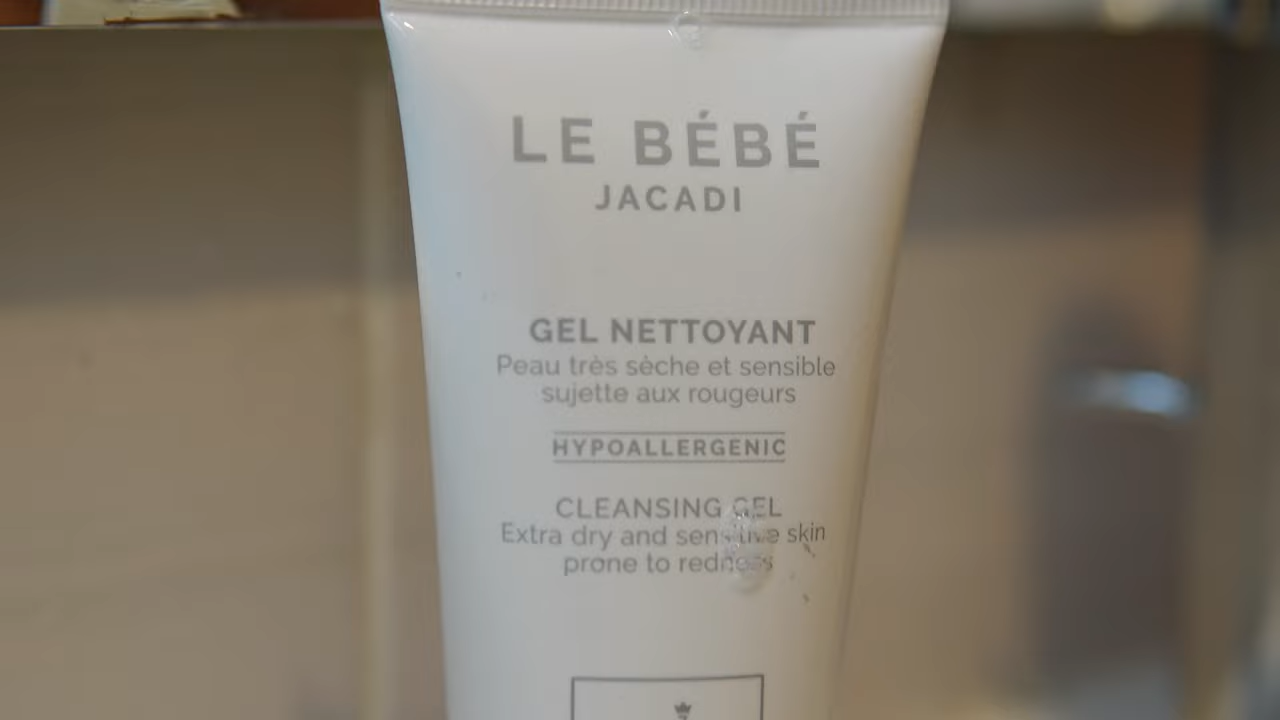 LE BÉBÉ
JACADI
GEL NETTOYANT
Peau très sèche et sensible
sujette aux rougeurs
HYPOALLERGENIC
CLEANSING GEL
Extra dry and sensitive skin
prone to redness